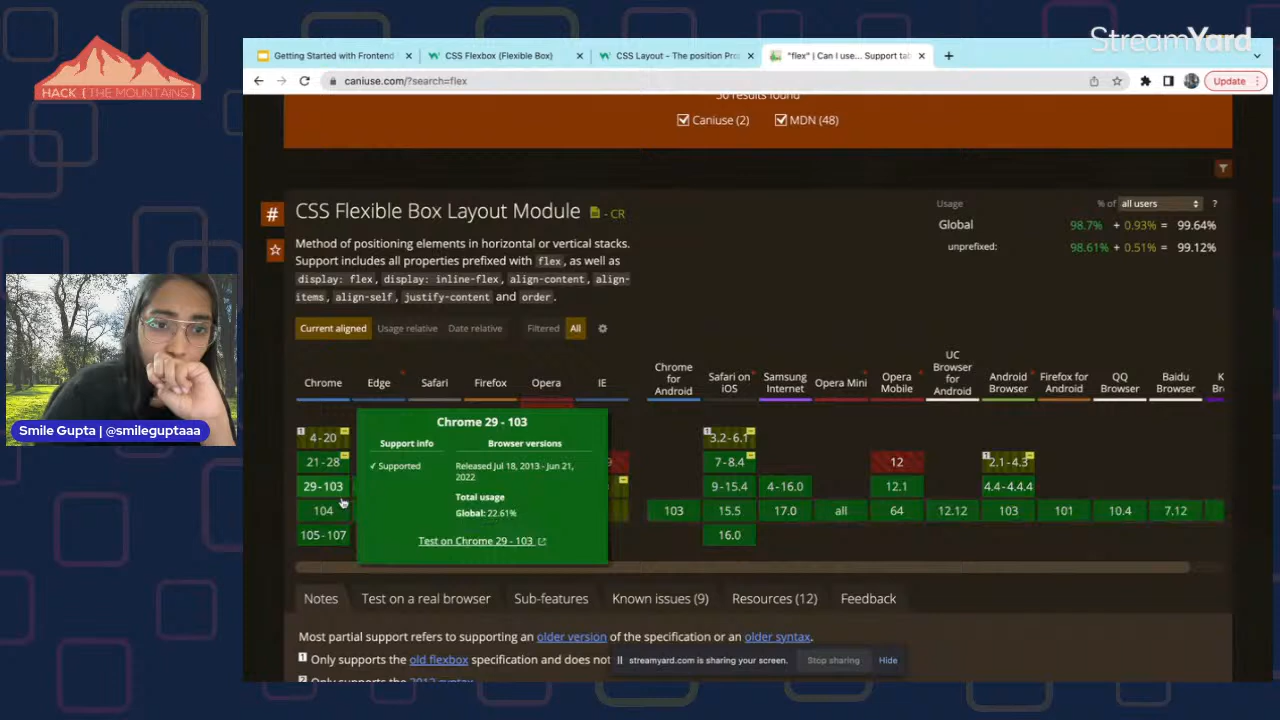 StreamYard
HACK {THE MOUNTAINS}
Getting Started with Frontend
CSS Flexbox (Flexible Box)
CSS Layout - The position Pro
"flex" | Can I use... Support tab
caniuse.com/?search=flex
Update
50 results found
Caniuse (2)
MDN (48)
# CSS Flexible Box Layout Module - CR
Usage
% of all users ?
Global 98.7% + 0.93% = 99.64%
unprefixed: 98.61% + 0.51% = 99.12%
Method of positioning elements in horizontal or vertical stacks.
Support includes all properties prefixed with flex, as well as
display: flex, display: inline-flex, align-content, align-
items, align-self, justify-content and order.
Current aligned Usage relative Date relative Filtered All
Chrome Edge Safari Firefox Opera IE Chrome for Android Safari on iOS Samsung Internet Opera Mini Opera Mobile UC Browser for Android Android Browser Firefox for Android QQ Browser Baidu Browser
1 4-20 1 3.2-6.1
21-28 9 7-8.4 12 1 2.1-4.3
29-103 9-15.4 4-16.0 12.1 4.4-4.4.4
104 103 15.5 17.0 all 64 12.12 103 101 10.4 7.12
105-107 16.0
Chrome 29 - 103
Support info
Browser versions
✓ Supported
Released Jul 18, 2013 - Jun 21,
2022
Total usage
Global: 22.61%
Test on Chrome 29 - 103
Smile Gupta | @smileguptaaa
Notes Test on a real browser Sub-features Known issues (9) Resources (12) Feedback
Most partial support refers to supporting an older version of the specification or an older syntax.
1 Only supports the old flexbox specification and does not
streamyard.com is sharing your screen. Stop sharing Hide